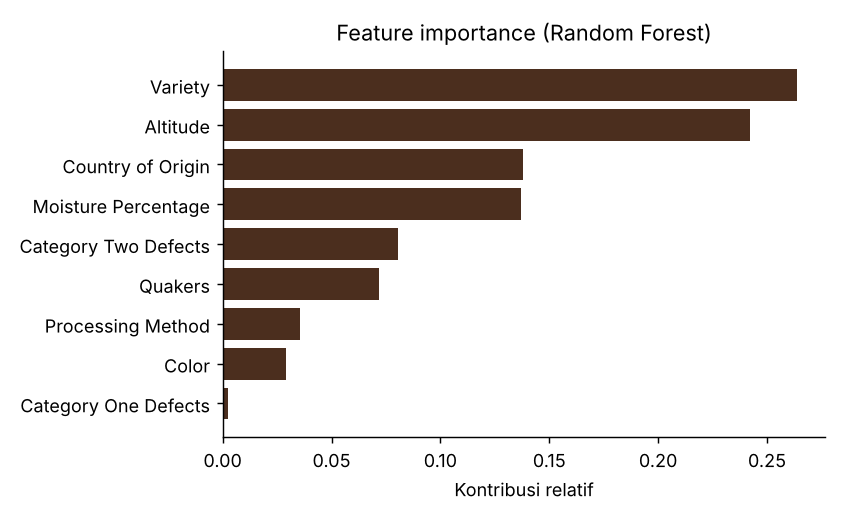 Feature importance (Random Forest)
Variety
Altitude
Country of Origin
Moisture Percentage
Category Two Defects
Quakers
Processing Method
Color
Category One Defects
0.00 0.05 0.10 0.15 0.20 0.25
Kontribusi relatif